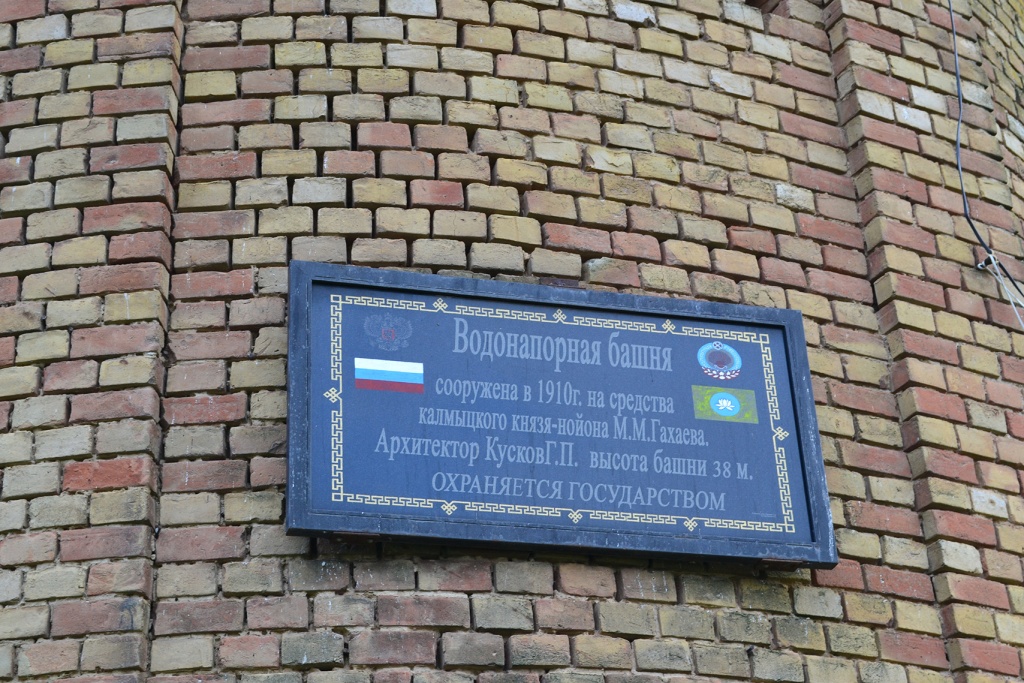 Водонапорная башня
сооружена в 1910г. на средства
калмыцкого князя-нойона М.М.Гахаева.
Архитектор КусковГ.П. высота башни 38 м.
ОХРАНЯЕТСЯ ГОСУДАРСТВОМ